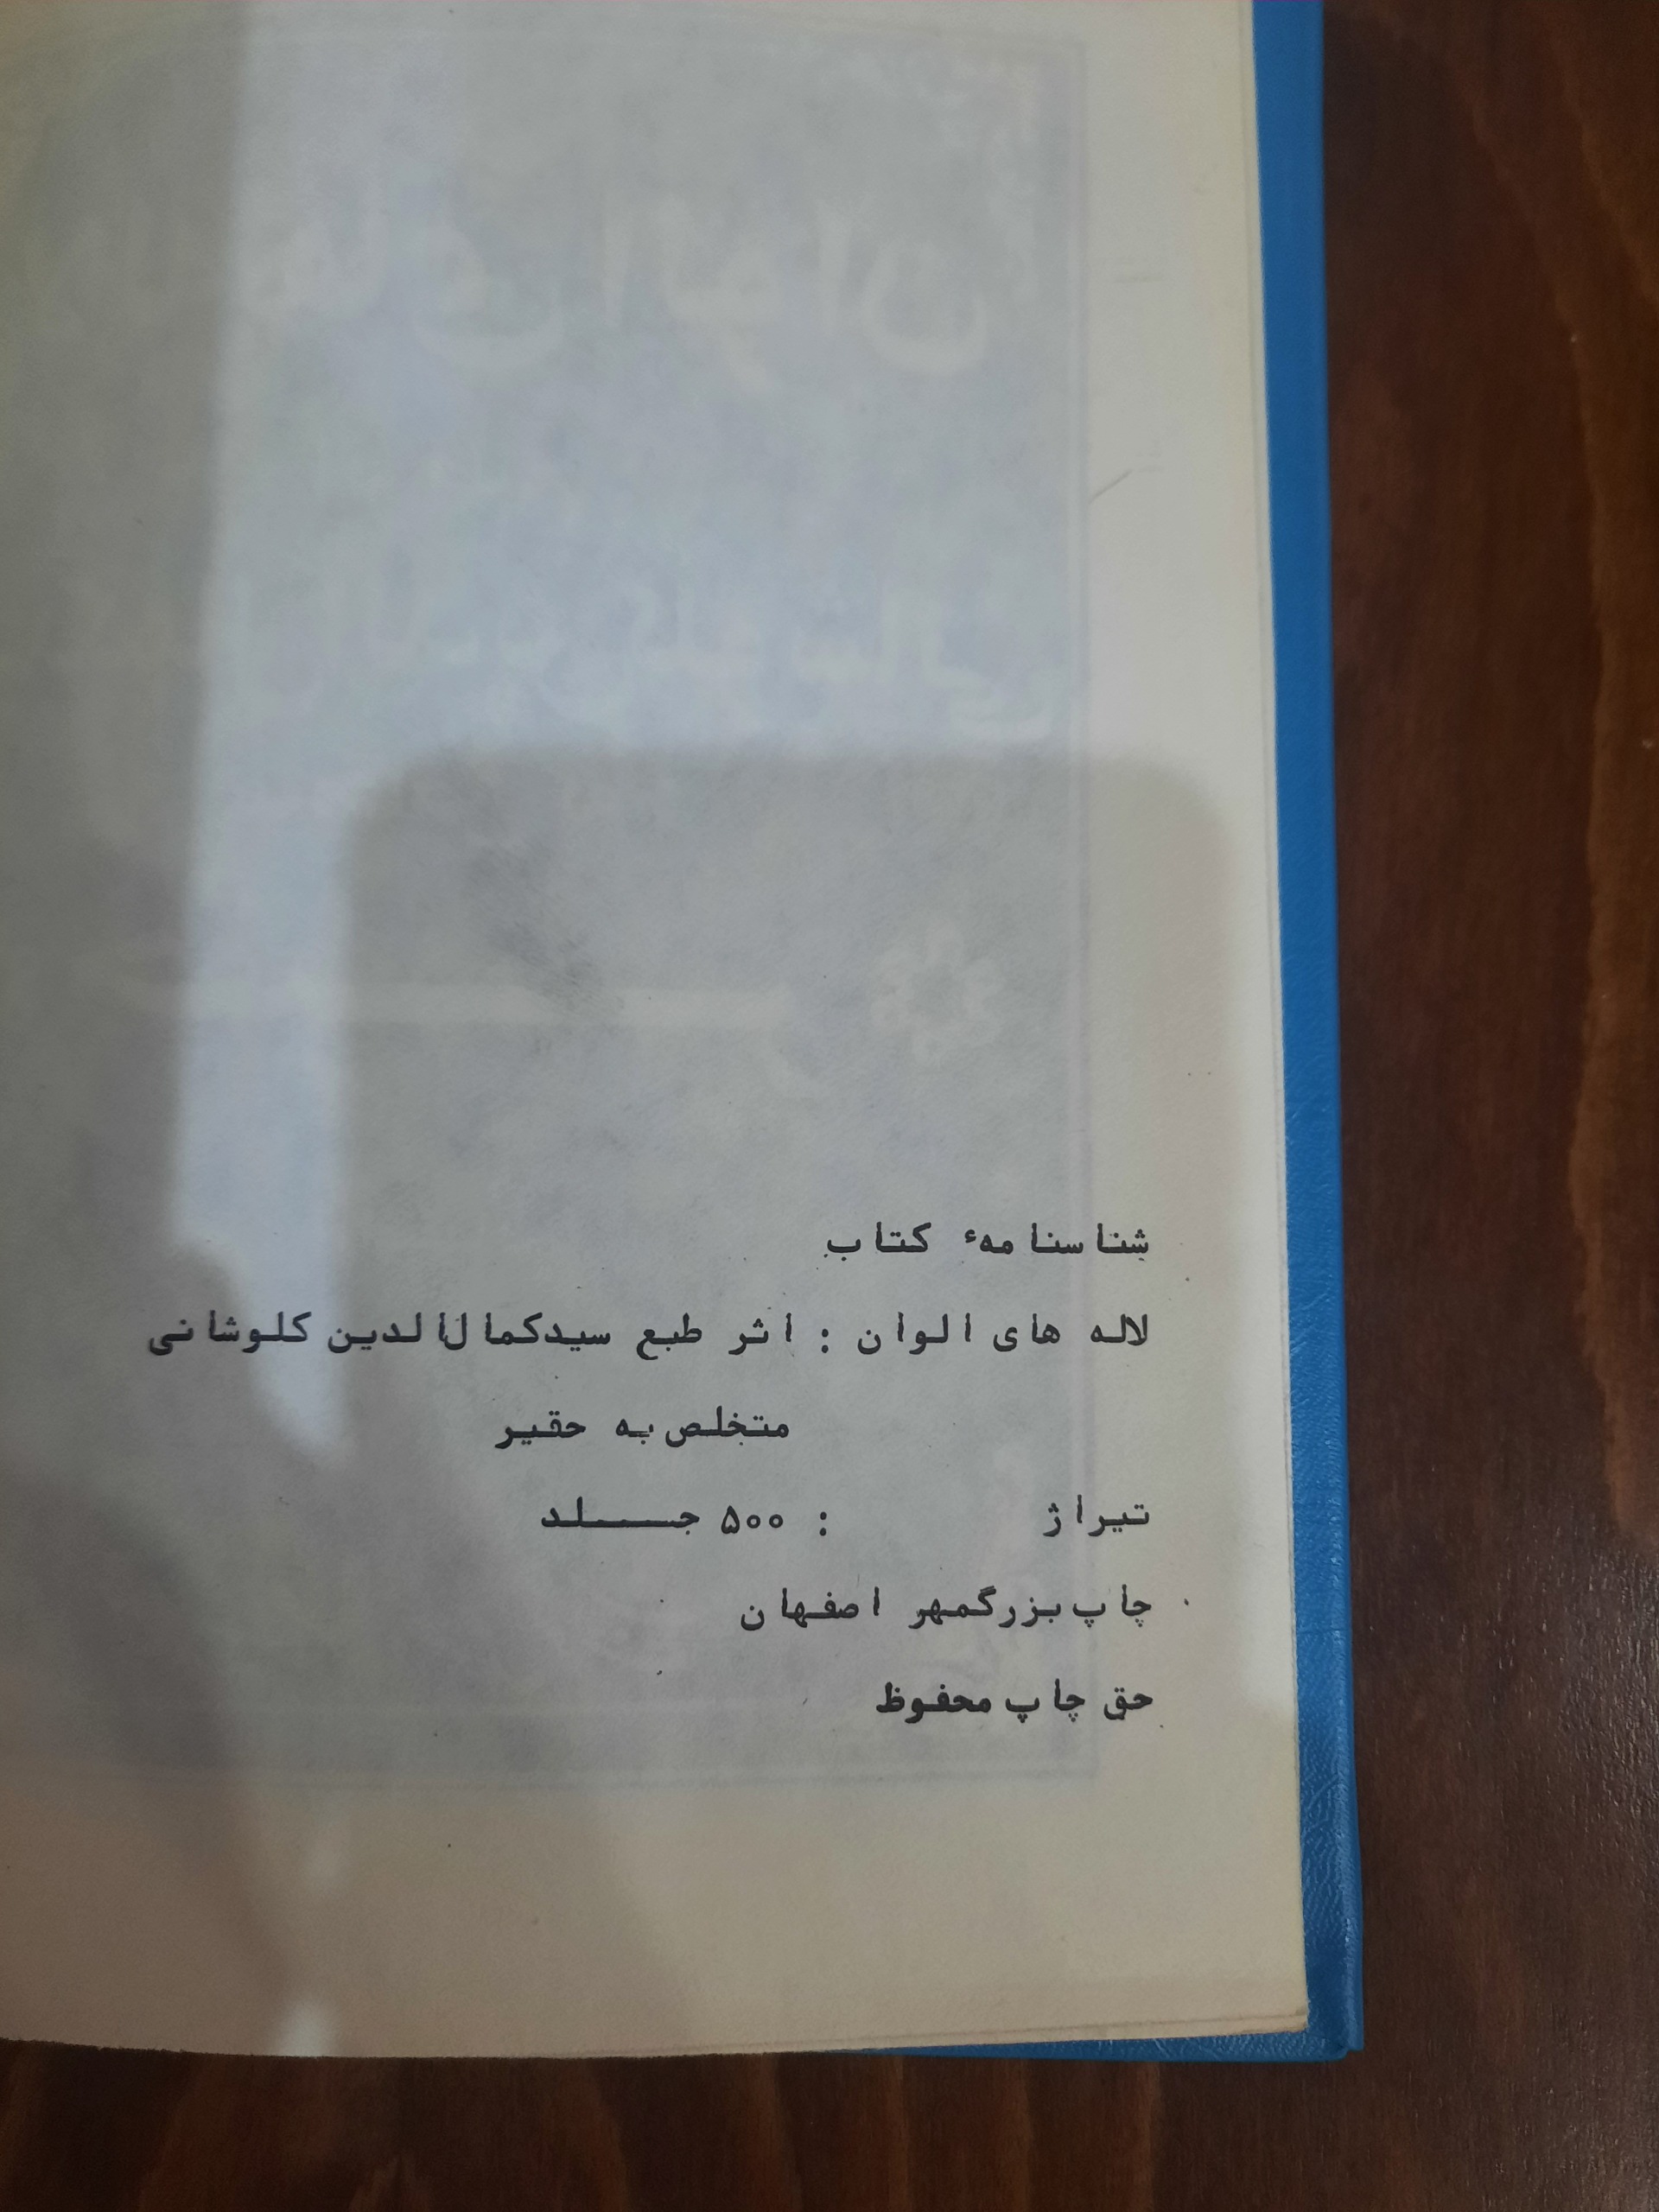 شناسنامهٔ کتاب
لاله های الوان : اثر طبع سیدکمال‌الدین کلوشانی
متخلص به حقیر
تیراژ : ۵۰۰ جلد
چاپ بزرگمهر اصفهان
حق چاپ محفوظ